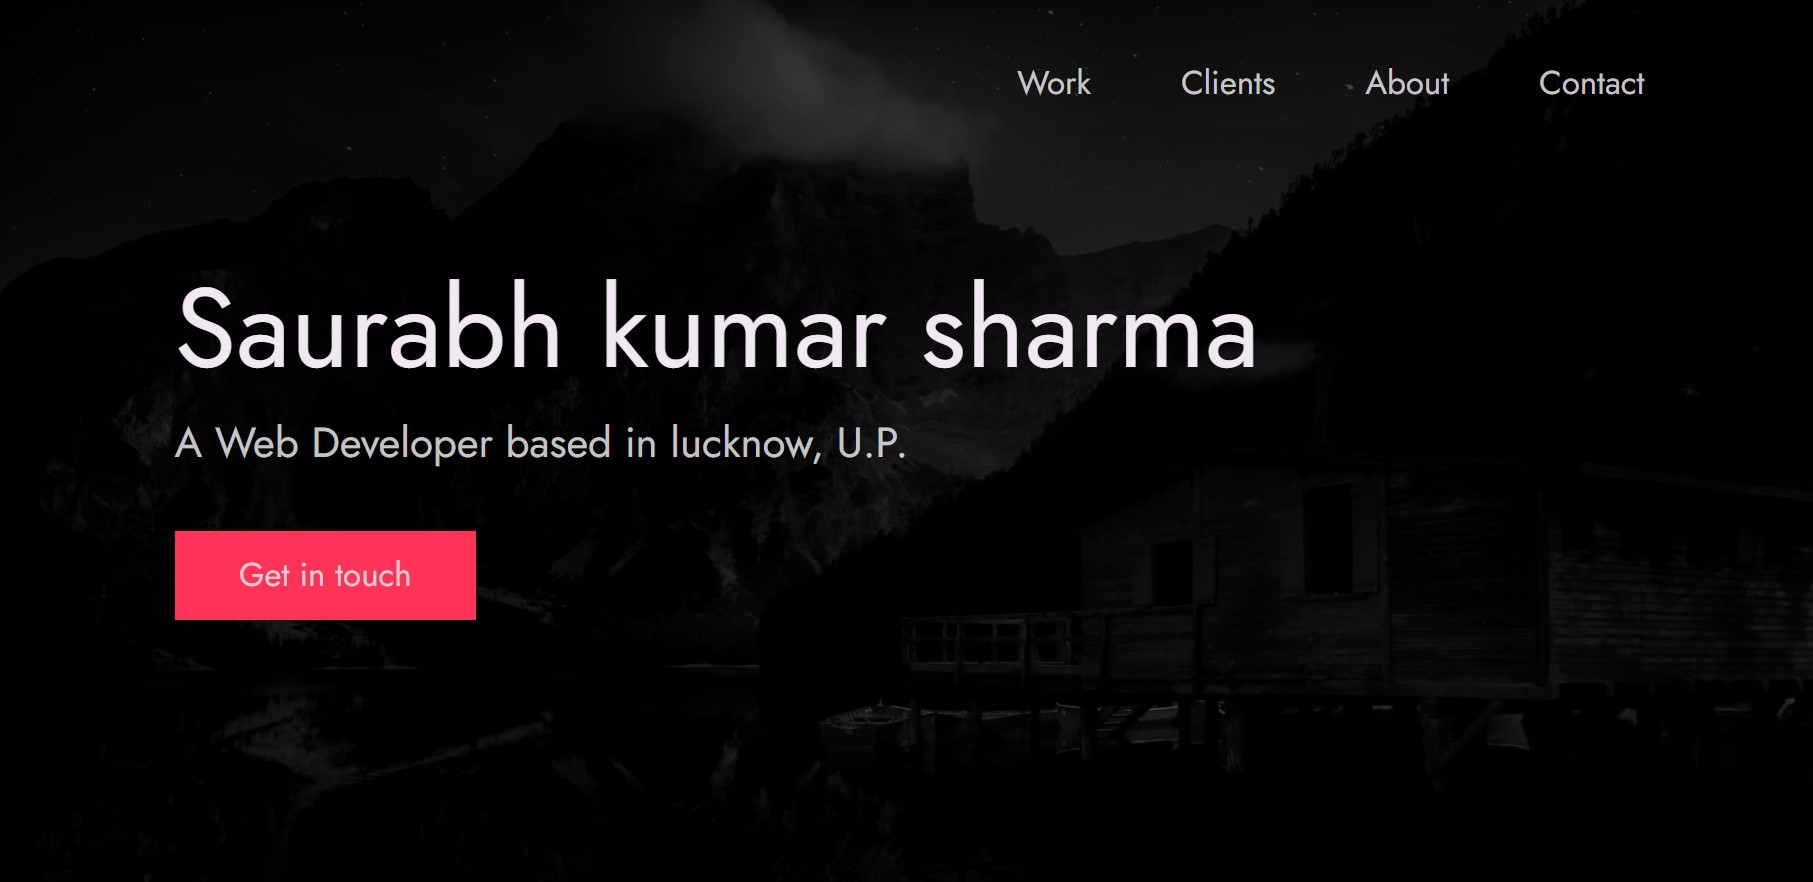 Work Clients About Contact
Saurabh kumar sharma
A Web Developer based in lucknow, U.P.
Get in touch